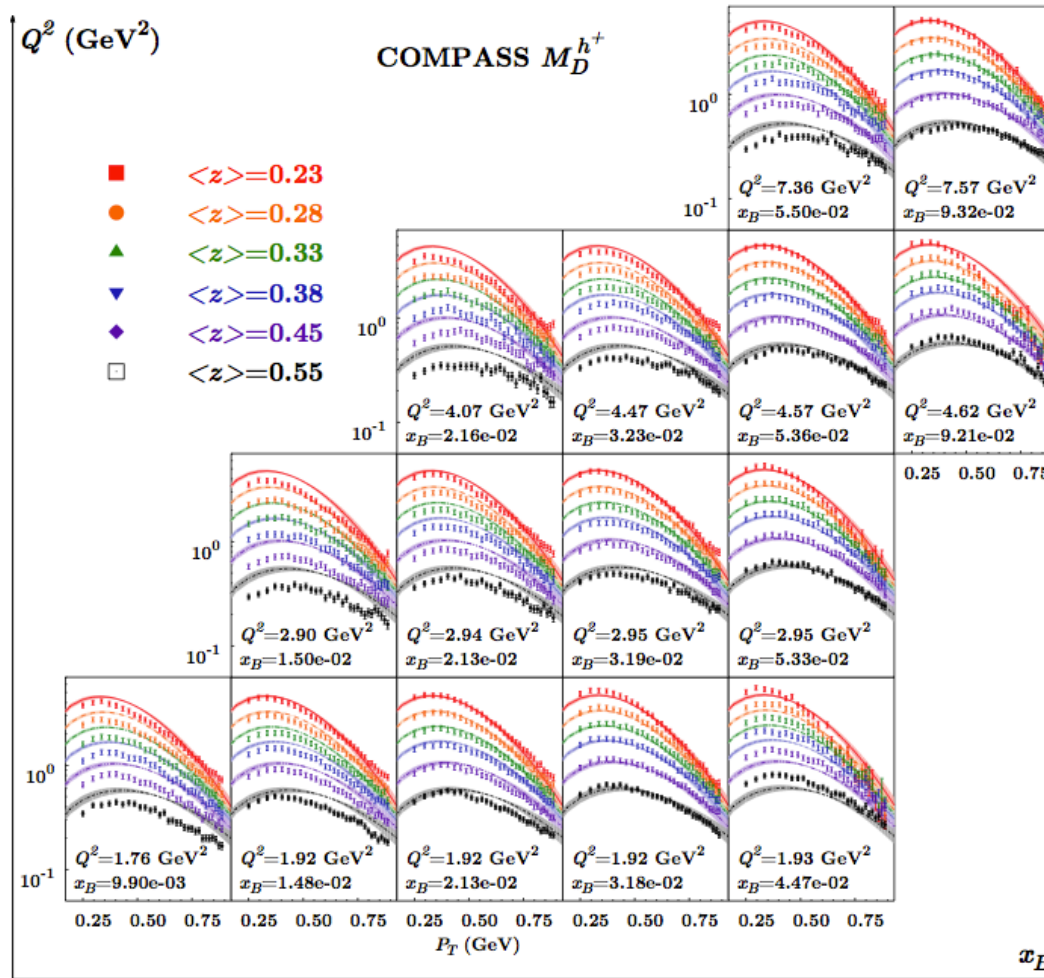 Q² (GeV²)
COMPASS M_D^{h+}
<z>=0.23
<z>=0.28
<z>=0.33
<z>=0.38
<z>=0.45
<z>=0.55
10⁰
10⁻¹
Q²=7.36 GeV²
x_B=5.50e-02
Q²=7.57 GeV²
x_B=9.32e-02
10⁰
10⁻¹
Q²=4.07 GeV²
x_B=2.16e-02
Q²=4.47 GeV²
x_B=3.23e-02
Q²=4.57 GeV²
x_B=5.36e-02
Q²=4.62 GeV²
x_B=9.21e-02
0.25 0.50 0.75
10⁰
10⁻¹
Q²=2.90 GeV²
x_B=1.50e-02
Q²=2.94 GeV²
x_B=2.13e-02
Q²=2.95 GeV²
x_B=3.19e-02
Q²=2.95 GeV²
x_B=5.33e-02
10⁰
10⁻¹
Q²=1.76 GeV²
x_B=9.90e-03
Q²=1.92 GeV²
x_B=1.48e-02
Q²=1.92 GeV²
x_B=2.13e-02
Q²=1.92 GeV²
x_B=3.18e-02
Q²=1.93 GeV²
x_B=4.47e-02
0.25 0.50 0.75 0.25 0.50 0.75 0.25 0.50 0.75 0.25 0.50 0.75 0.25 0.50 0.75
P_T (GeV)
x_B